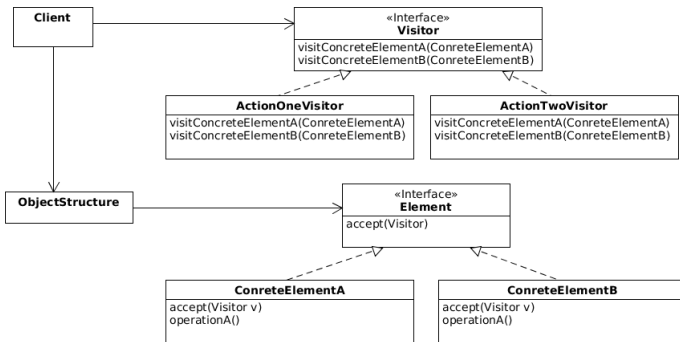 Client
«Interface»
Visitor
visitConcreteElementA(ConreteElementA)
visitConcreteElementB(ConreteElementB)
ActionOneVisitor
visitConcreteElementA(ConreteElementA)
visitConcreteElementB(ConreteElementB)
ActionTwoVisitor
visitConcreteElementA(ConreteElementA)
visitConcreteElementB(ConreteElementB)
ObjectStructure
«Interface»
Element
accept(Visitor)
ConreteElementA
accept(Visitor v)
operationA()
ConreteElementB
accept(Visitor v)
operationA()